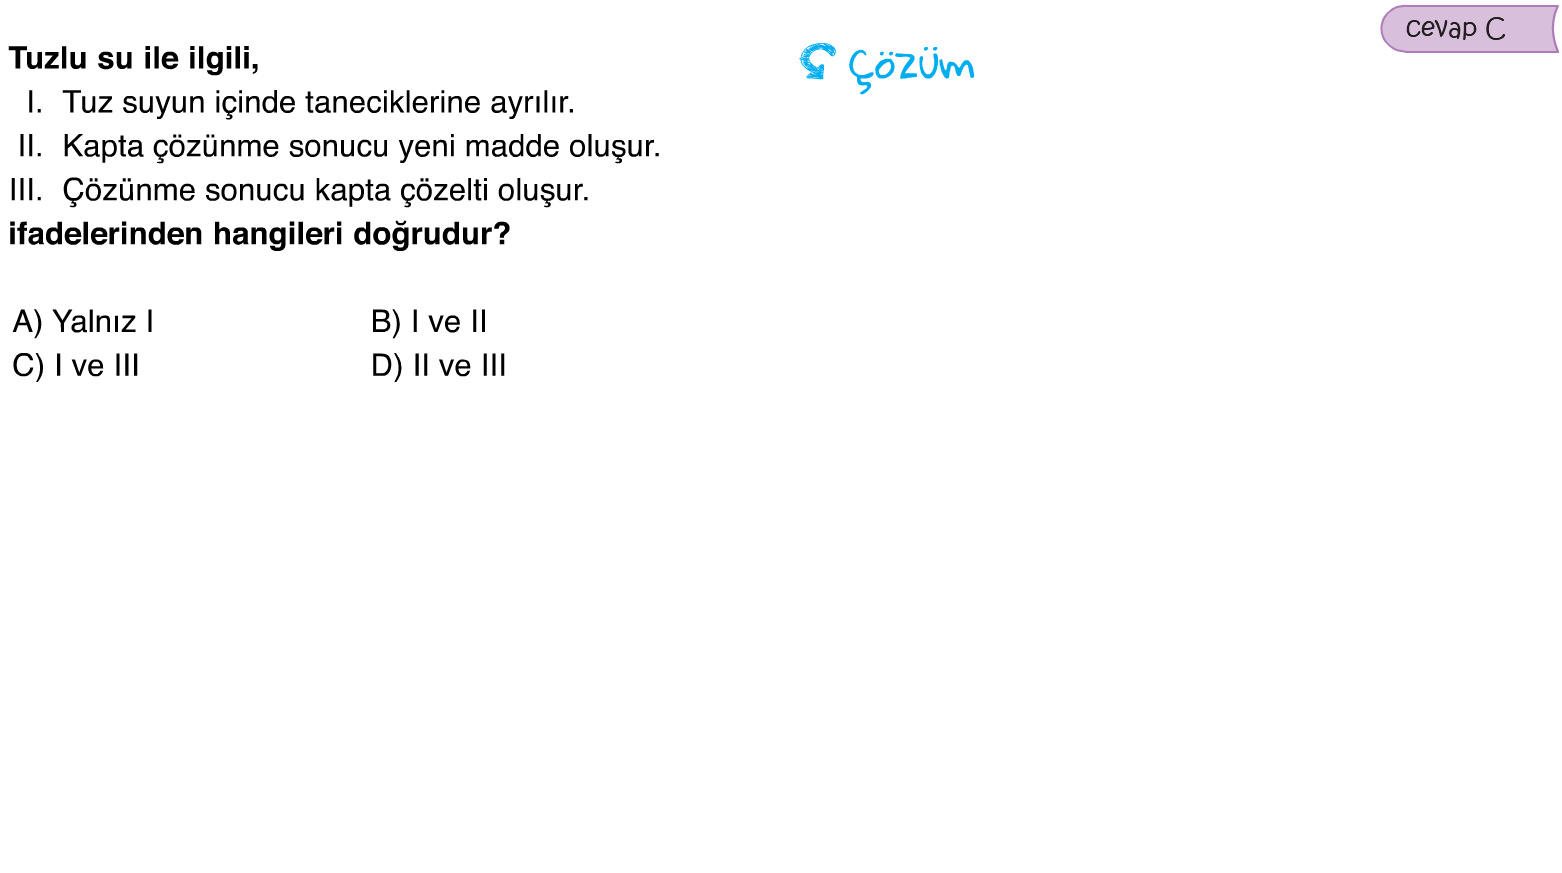 Tuzlu su ile ilgili,
I. Tuz suyun içinde taneciklerine ayrılır.
II. Kapta çözünme sonucu yeni madde oluşur.
III. Çözünme sonucu kapta çözelti oluşur.
ifadelerinden hangileri doğrudur?
A) Yalnız I B) I ve II
C) I ve III D) II ve III
Çözüm
cevap C